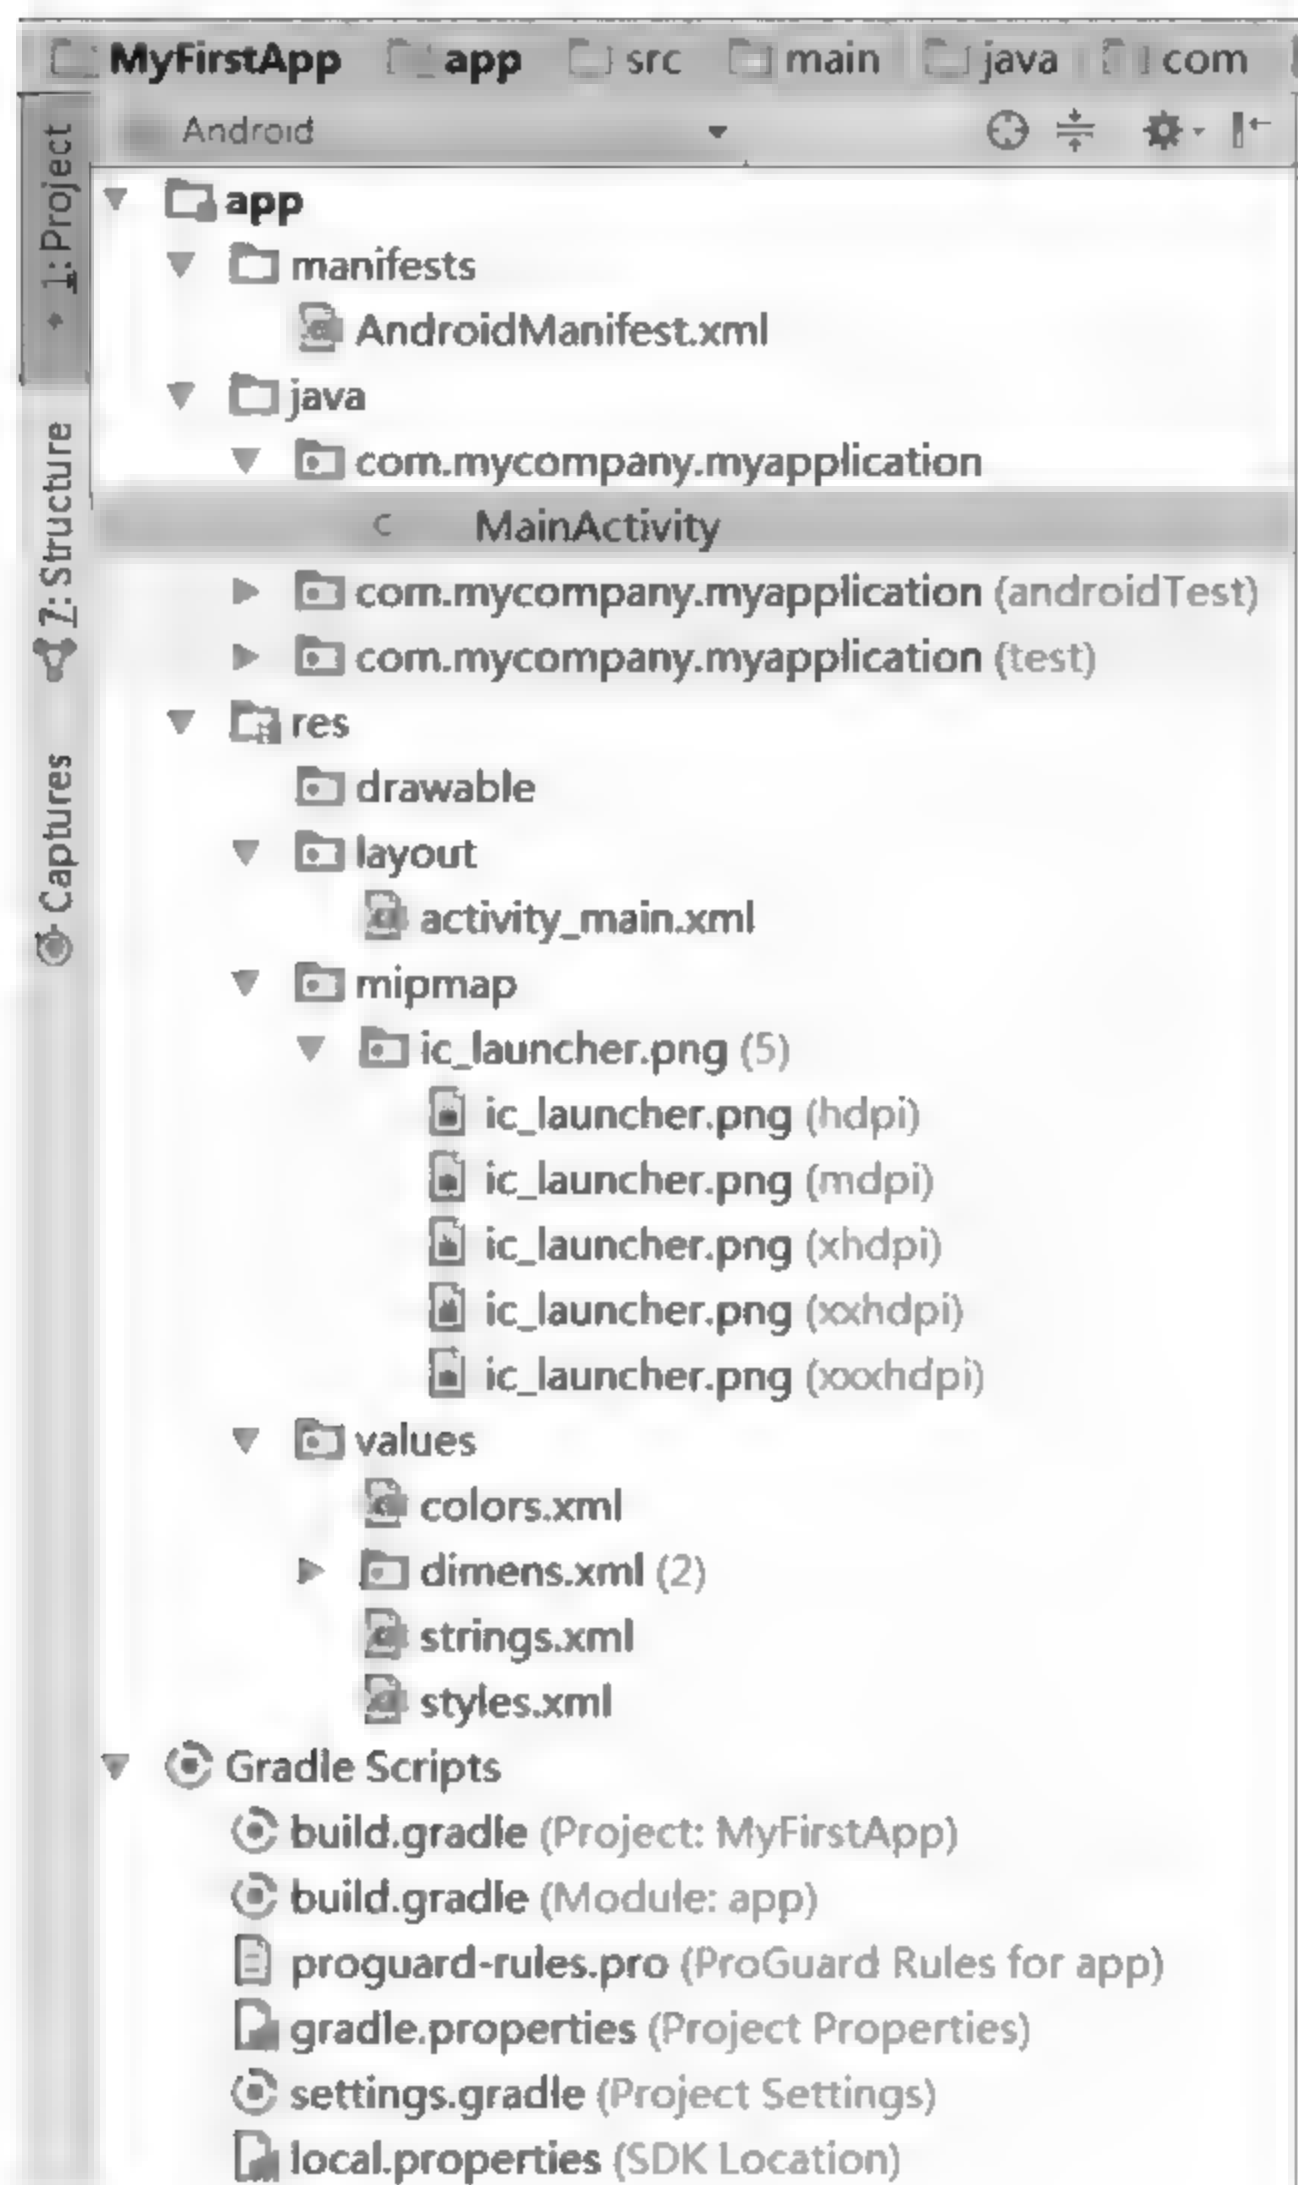 MyFirstApp app src main java com
Android
1: Project
7: Structure
Captures
app
manifests
AndroidManifest.xml
java
com.mycompany.myapplication
C MainActivity
com.mycompany.myapplication (androidTest)
com.mycompany.myapplication (test)
res
drawable
layout
activity_main.xml
mipmap
ic_launcher.png (5)
ic_launcher.png (hdpi)
ic_launcher.png (mdpi)
ic_launcher.png (xhdpi)
ic_launcher.png (xxhdpi)
ic_launcher.png (xxxhdpi)
values
colors.xml
dimens.xml (2)
strings.xml
styles.xml
Gradle Scripts
build.gradle (Project: MyFirstApp)
build.gradle (Module: app)
proguard-rules.pro (ProGuard Rules for app)
gradle.properties (Project Properties)
settings.gradle (Project Settings)
local.properties (SDK Location)